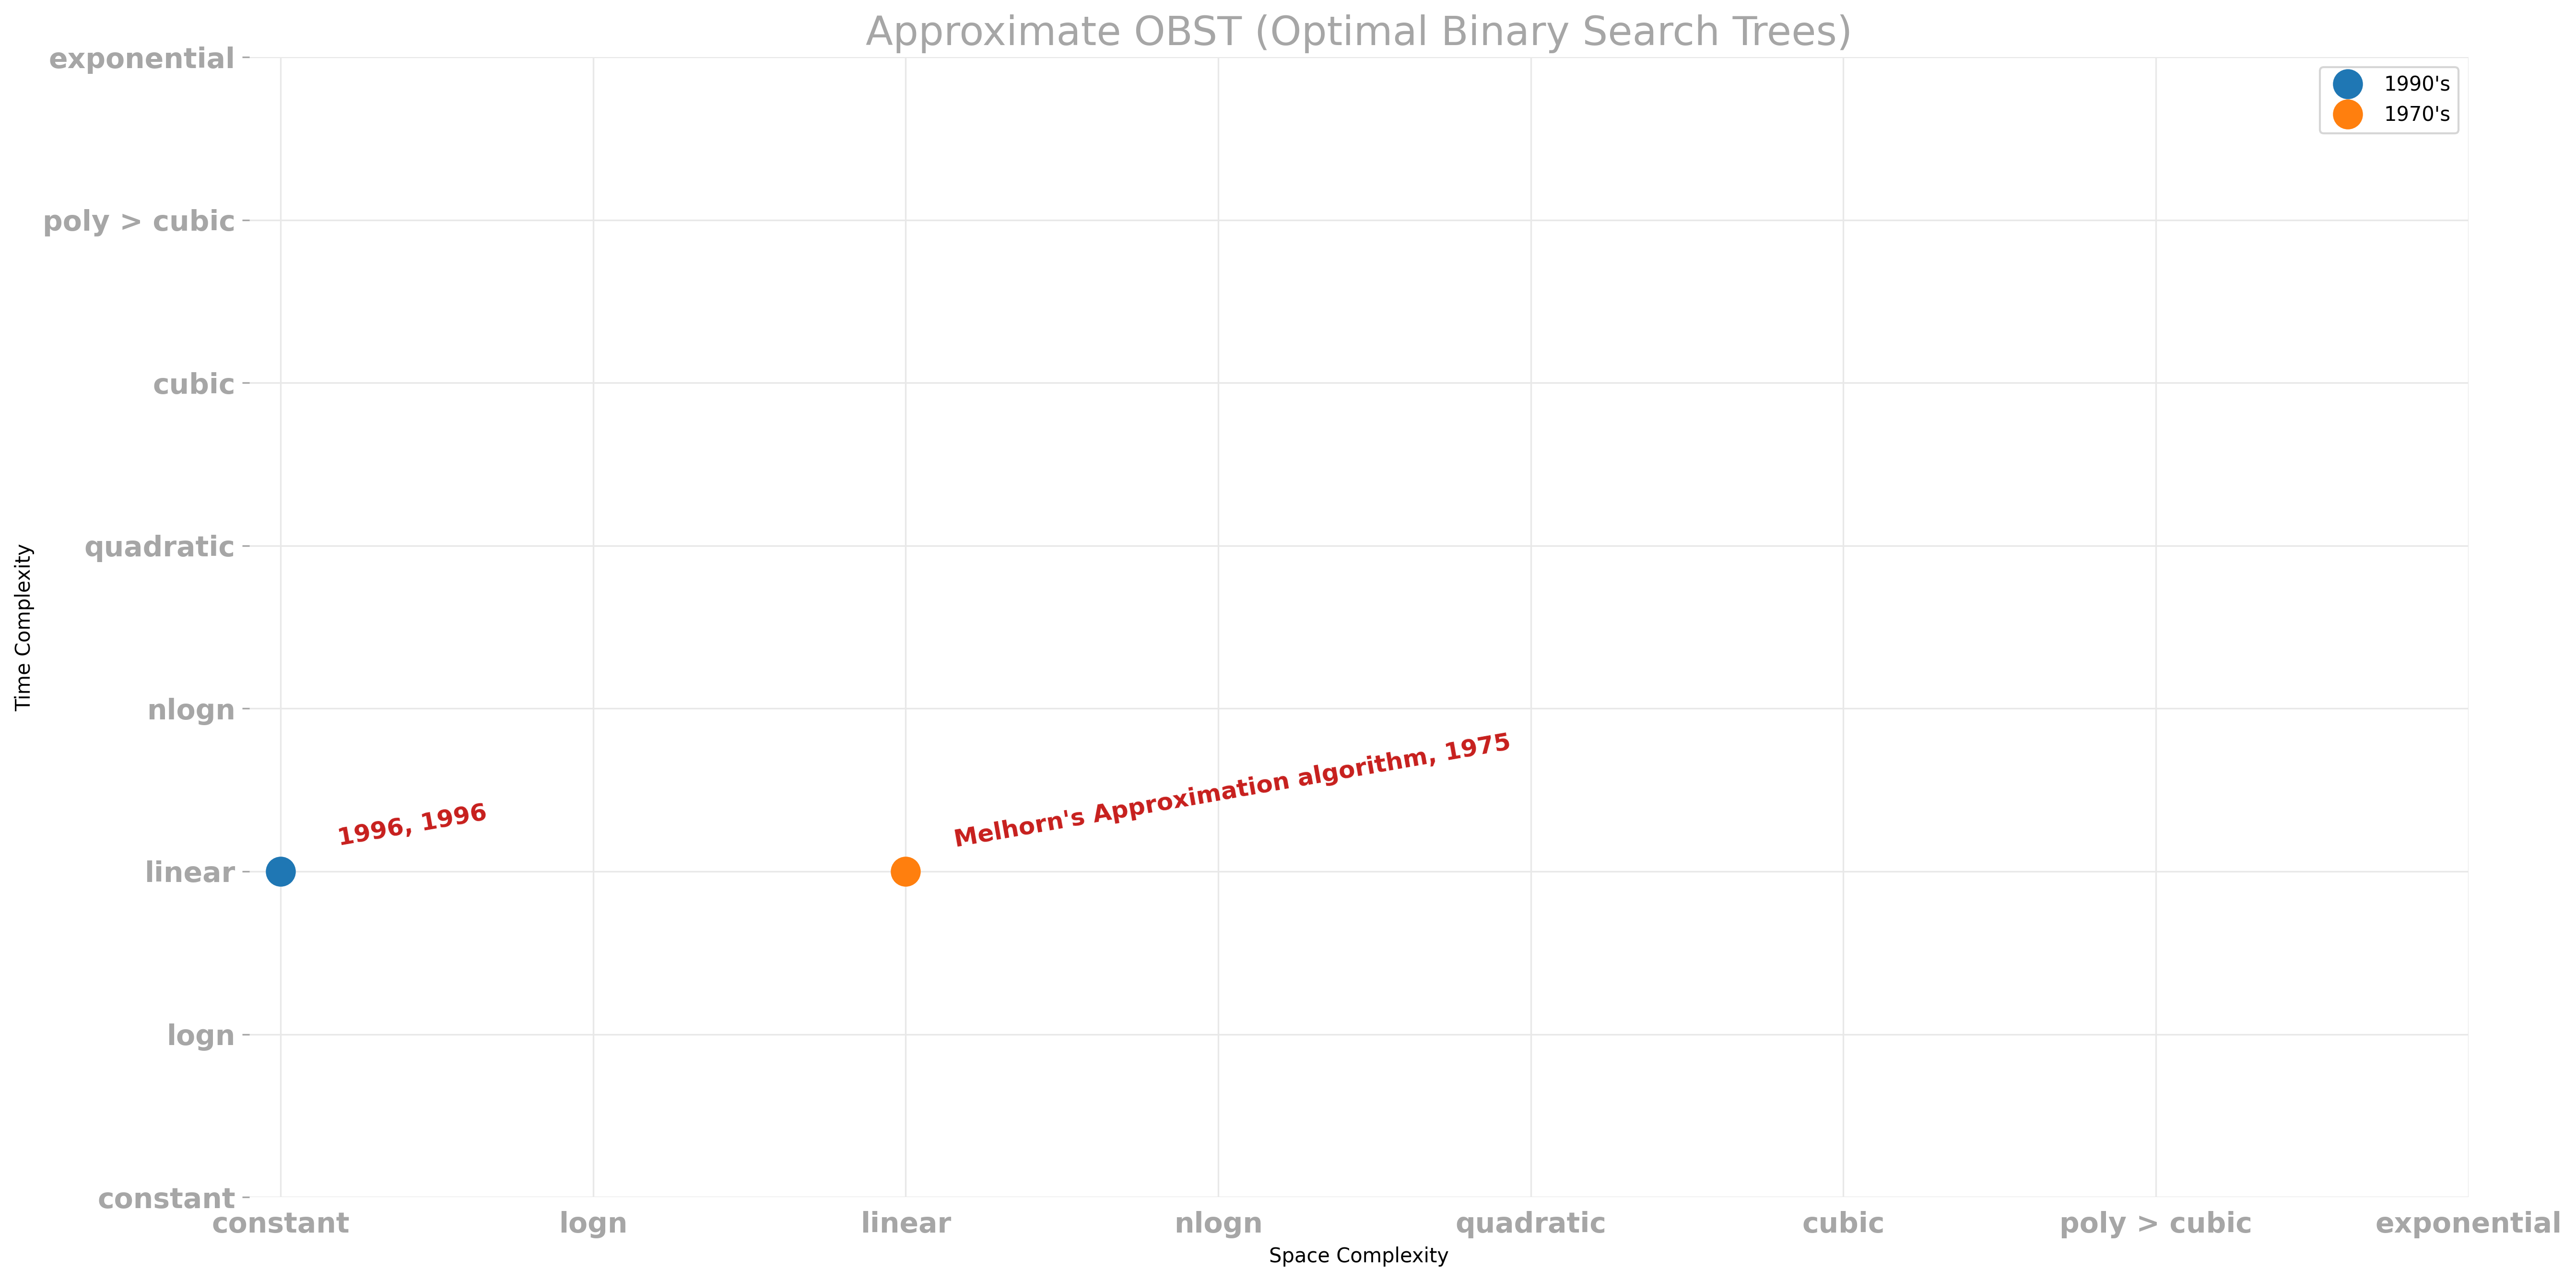 Approximate OBST (Optimal Binary Search Trees)
1990's
1970's
exponential
poly > cubic
cubic
quadratic
nlogn
linear
logn
constant
Time Complexity
1996, 1996
Melhorn's Approximation algorithm, 1975
constant
logn
linear
nlogn
quadratic
cubic
poly > cubic
exponential
Space Complexity